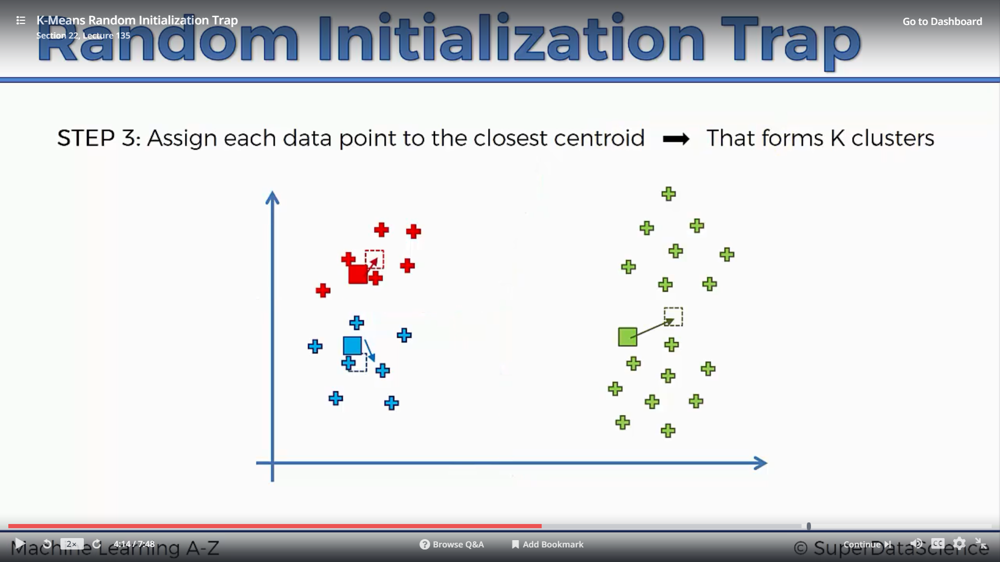 K-Means Random Initialization Trap
Go to Dashboard
Section 22, Lecture 135
Random Initialization Trap
STEP 3: Assign each data point to the closest centroid ➡ That forms K clusters
2x
4:14 / 7:48
Browse Q&A
Add Bookmark
Continue
CC
Machine Learning A-Z
© SuperDataScience